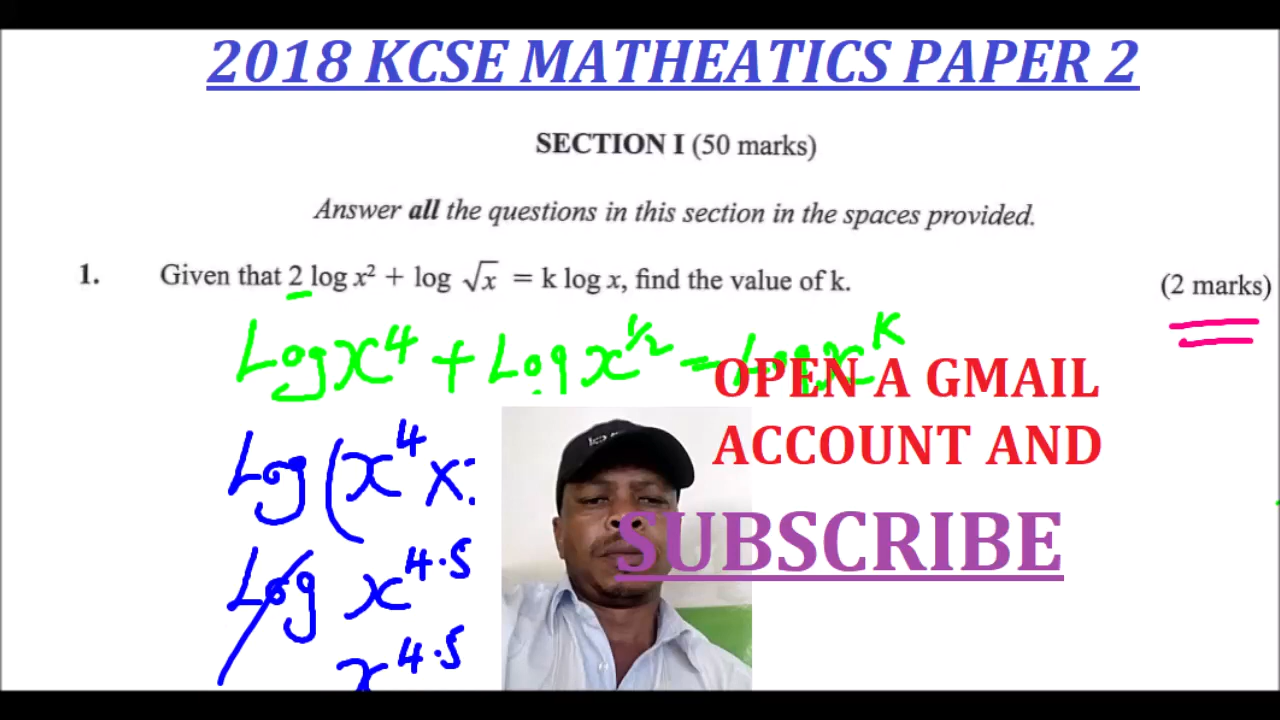 2018 KCSE MATHEATICS PAPER 2
SECTION I (50 marks)
Answer all the questions in this section in the spaces provided.
1. Given that 2 log x² + log √x = k log x, find the value of k. (2 marks)
Log x⁴ + Log x^1/2 = Log x^K
OPEN A GMAIL
ACCOUNT AND
Log (x⁴ x
SUBSCRIBE
Log x^4.5
x^4.5